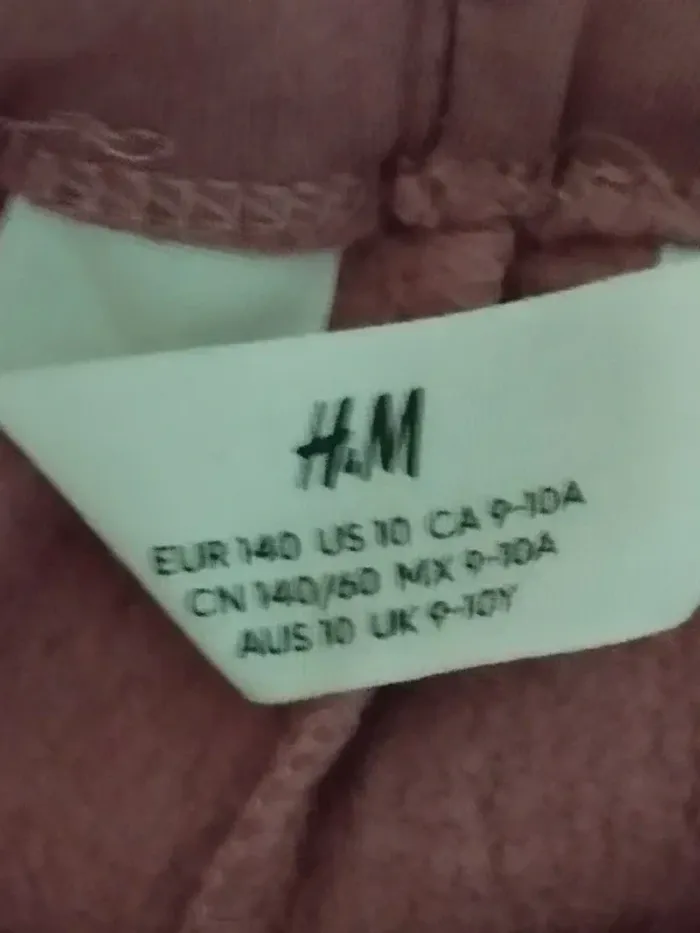 H&M
EUR 140 US 10 CA 9-10A
CN 140/60 MX 9-10A
AUS 10 UK 9-10Y